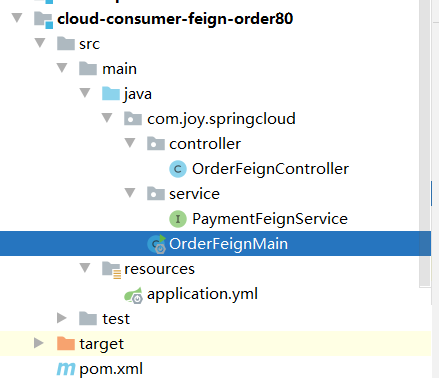 cloud-consumer-feign-order80
src
main
java
com.joy.springcloud
controller
OrderFeignController
service
PaymentFeignService
OrderFeignMain
resources
application.yml
test
target
pom.xml